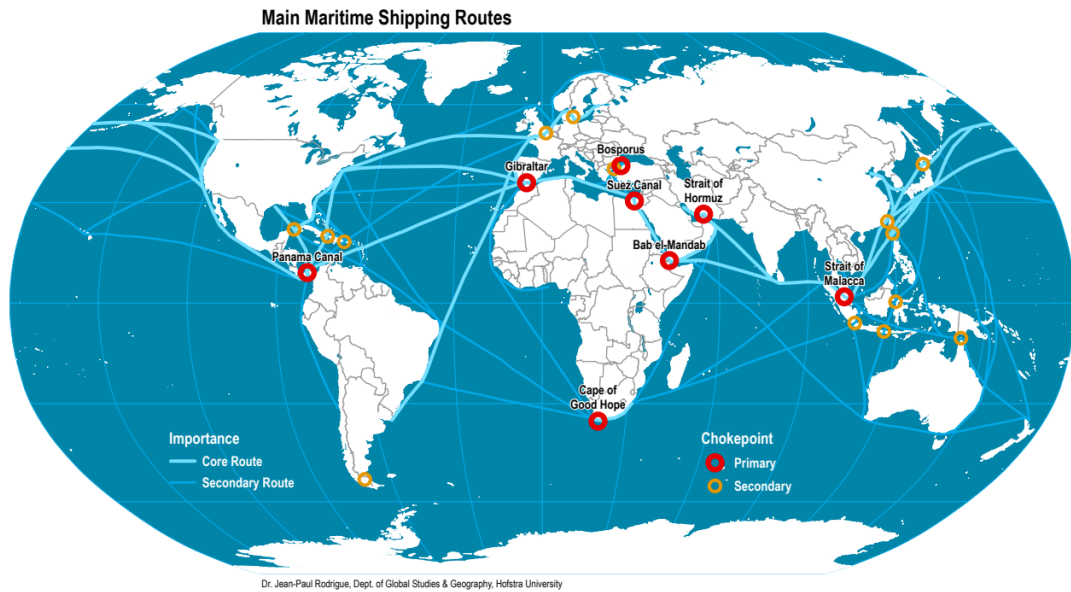 Main Maritime Shipping Routes
Bosporus
Gibraltar
Suez Canal
Strait of
Hormuz
Bab el-Mandab
Panama Canal
Strait of
Malacca
Cape of
Good Hope
Importance
Core Route
Secondary Route
Chokepoint
Primary
Secondary
Dr. Jean-Paul Rodrigue, Dept. of Global Studies & Geography, Hofstra University